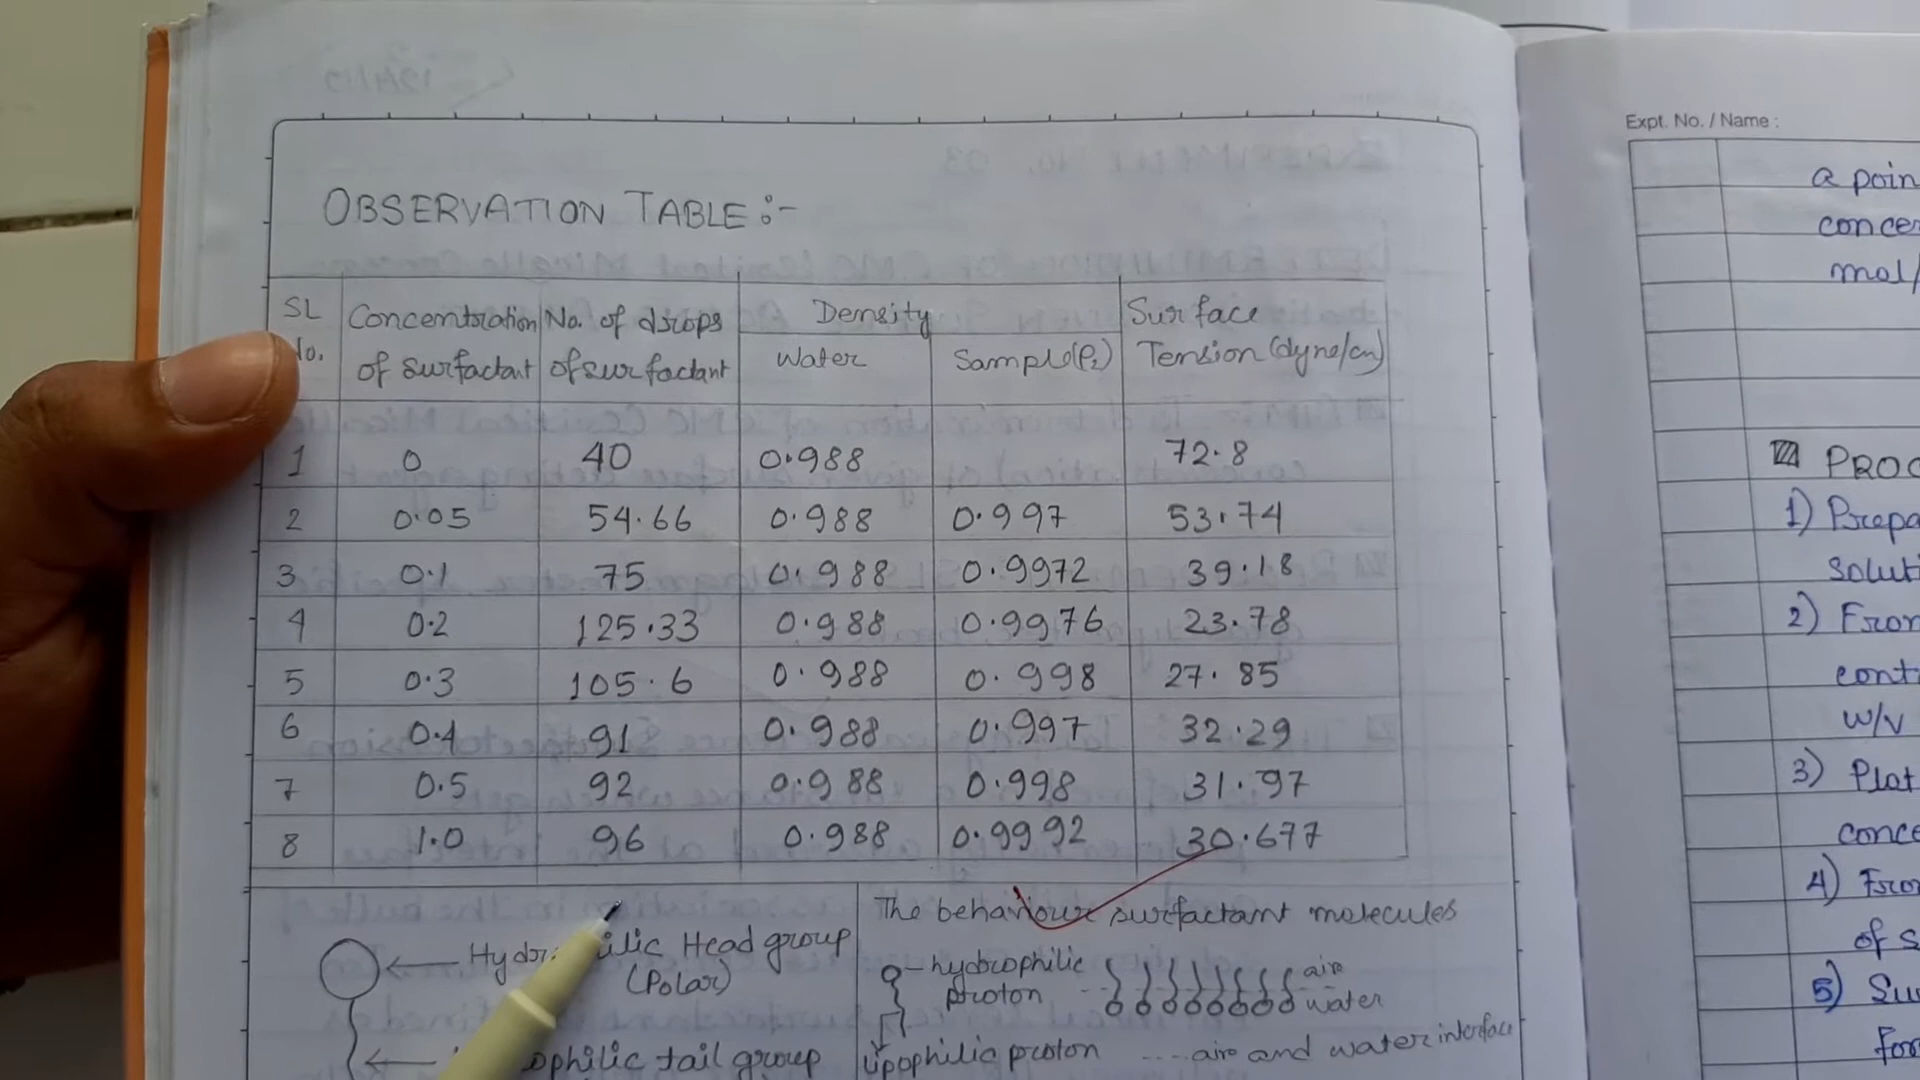 OBSERVATION TABLE :-
SL No. Concentration of surfactant No. of drops of surfactant Density Water Sample(P₂) Surface Tension (dyne/cm)
1 0 40 0.988 72.8
2 0.05 54.66 0.988 0.997 53.74
3 0.1 75 0.988 0.9972 39.18
4 0.2 125.33 0.988 0.9976 23.78
5 0.3 105.6 0.988 0.998 27.85
6 0.4 91 0.988 0.997 32.29
7 0.5 92 0.988 0.998 31.97
8 1.0 96 0.988 0.9992 30.677
Head group
(Polar)
tail group
The behaviour surfactant molecules
hydrophilic
proton
lipophilic proton
air
water
.... air and water interface
Expt. No. / Name :
a poin
concen
mol/
PROC
1) Prepa
soluti
2) From
cont
w/v
3) Plot
conce
4) From
of s
5) Su
for